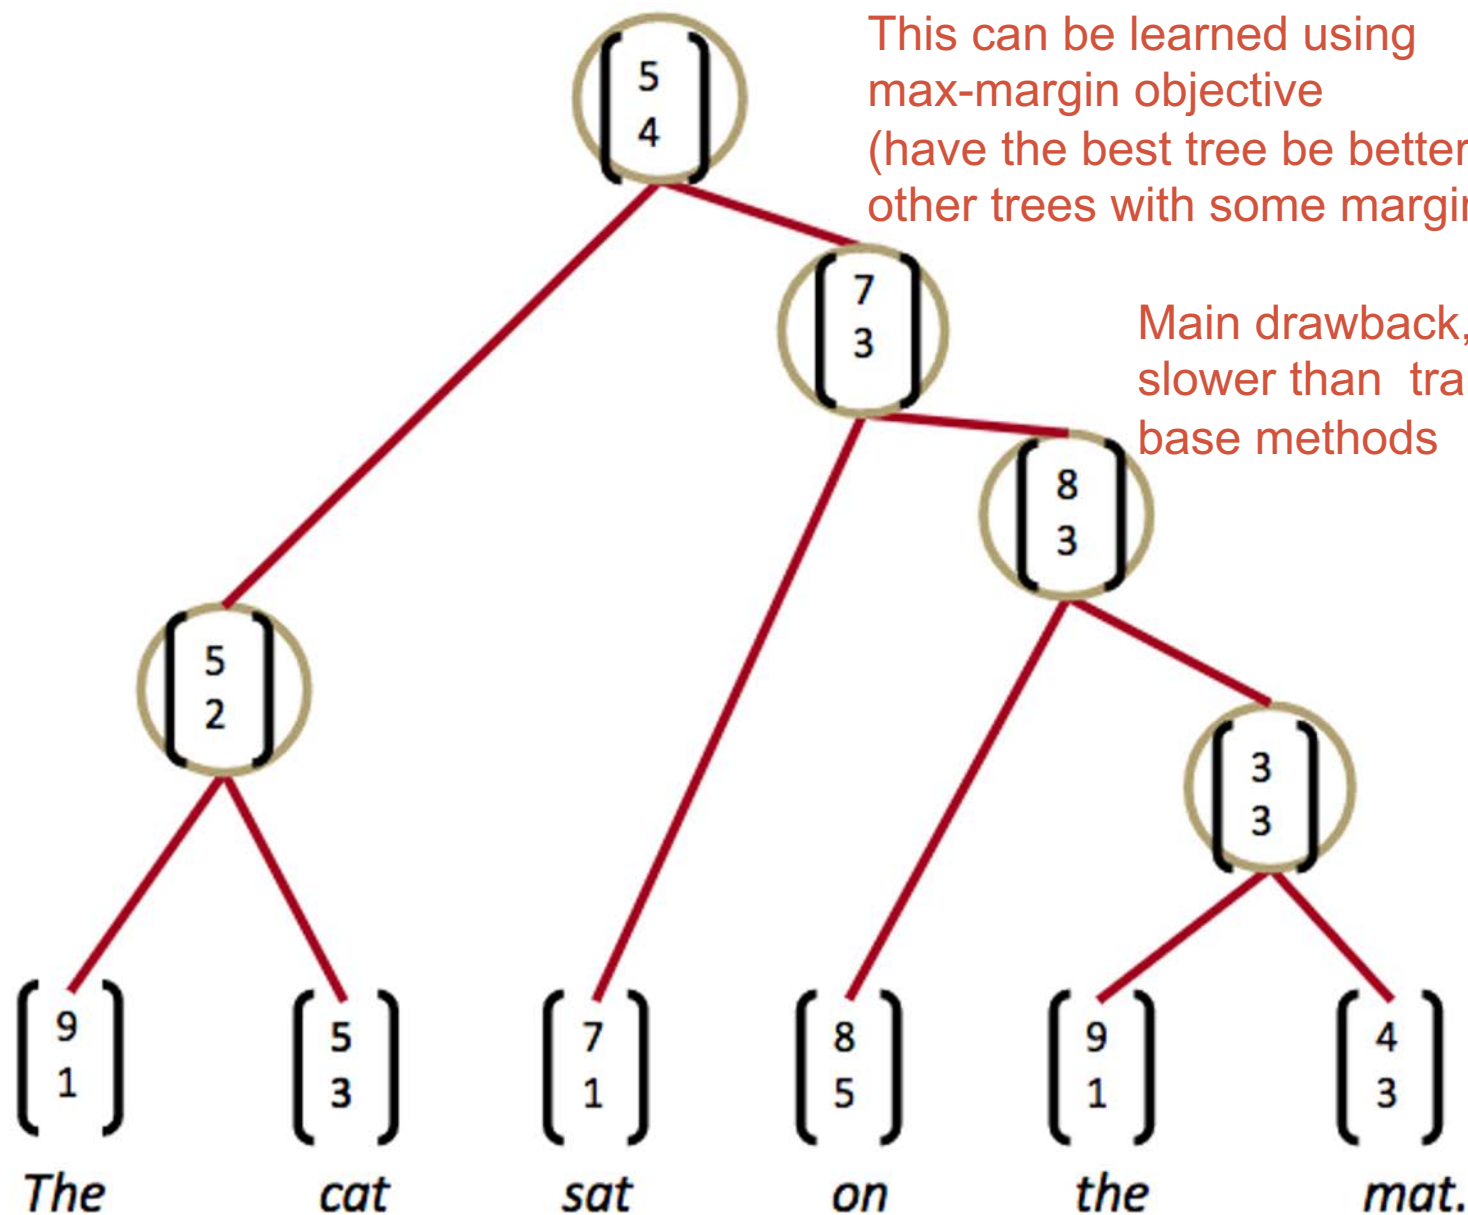 5
4
This can be learned using
max-margin objective
(have the best tree be better
other trees with some margin
7
3
Main drawback,
slower than
base methods
8
3
5
2
3
3
9 5 7 8 9 4
1 3 1 5 1 3
The cat sat on the mat.